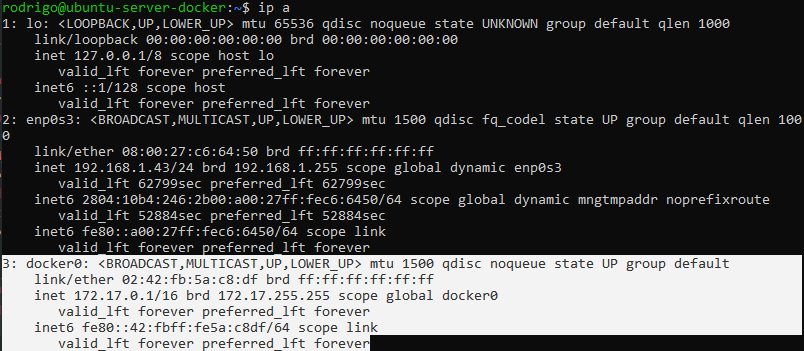 rodrigo@ubuntu-server-docker:~$ ip a
1: lo: <LOOPBACK,UP,LOWER_UP> mtu 65536 qdisc noqueue state UNKNOWN group default qlen 1000
    link/loopback 00:00:00:00:00:00 brd 00:00:00:00:00:00
    inet 127.0.0.1/8 scope host lo
       valid_lft forever preferred_lft forever
    inet6 ::1/128 scope host
       valid_lft forever preferred_lft forever
2: enp0s3: <BROADCAST,MULTICAST,UP,LOWER_UP> mtu 1500 qdisc fq_codel state UP group default qlen 100
0
    link/ether 08:00:27:c6:64:50 brd ff:ff:ff:ff:ff:ff
    inet 192.168.1.43/24 brd 192.168.1.255 scope global dynamic enp0s3
       valid_lft 62799sec preferred_lft 62799sec
    inet6 2804:10b4:246:2b00:a00:27ff:fec6:6450/64 scope global dynamic mngtmpaddr noprefixroute
       valid_lft 52884sec preferred_lft 52884sec
    inet6 fe80::a00:27ff:fec6:6450/64 scope link
       valid_lft forever preferred_lft forever
3: docker0: <BROADCAST,MULTICAST,UP,LOWER_UP> mtu 1500 qdisc noqueue state UP group default
    link/ether 02:42:fb:5a:c8:df brd ff:ff:ff:ff:ff:ff
    inet 172.17.0.1/16 brd 172.17.255.255 scope global docker0
       valid_lft forever preferred_lft forever
    inet6 fe80::42:fbff:fe5a:c8df/64 scope link
       valid_lft forever preferred_lft forever